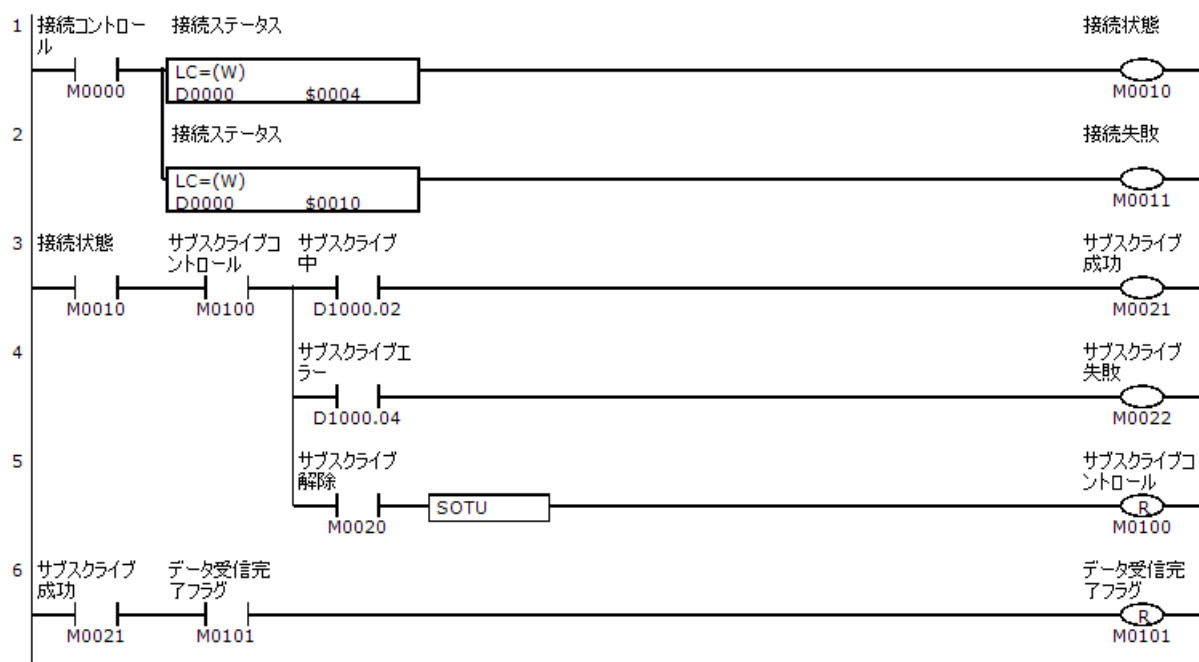 1 接続コントロー 接続ステータス 接続状態
ル
LC=(W)
M0000 D0000 $0004 M0010
2 接続ステータス 接続失敗
LC=(W)
D0000 $0010 M0011
3 接続状態 サブスクライブコ サブスクライブ サブスクライブ
ントロール 中 成功
M0010 M0100 D1000.02 M0021
4 サブスクライブエ サブスクライブ
ラー 失敗
D1000.04 M0022
5 サブスクライブ サブスクライブコ
解除 ントロール
SOTU R
M0020 M0100
6 サブスクライブ データ受信完 データ受信完
成功 了フラグ 了フラグ
R
M0021 M0101 M0101